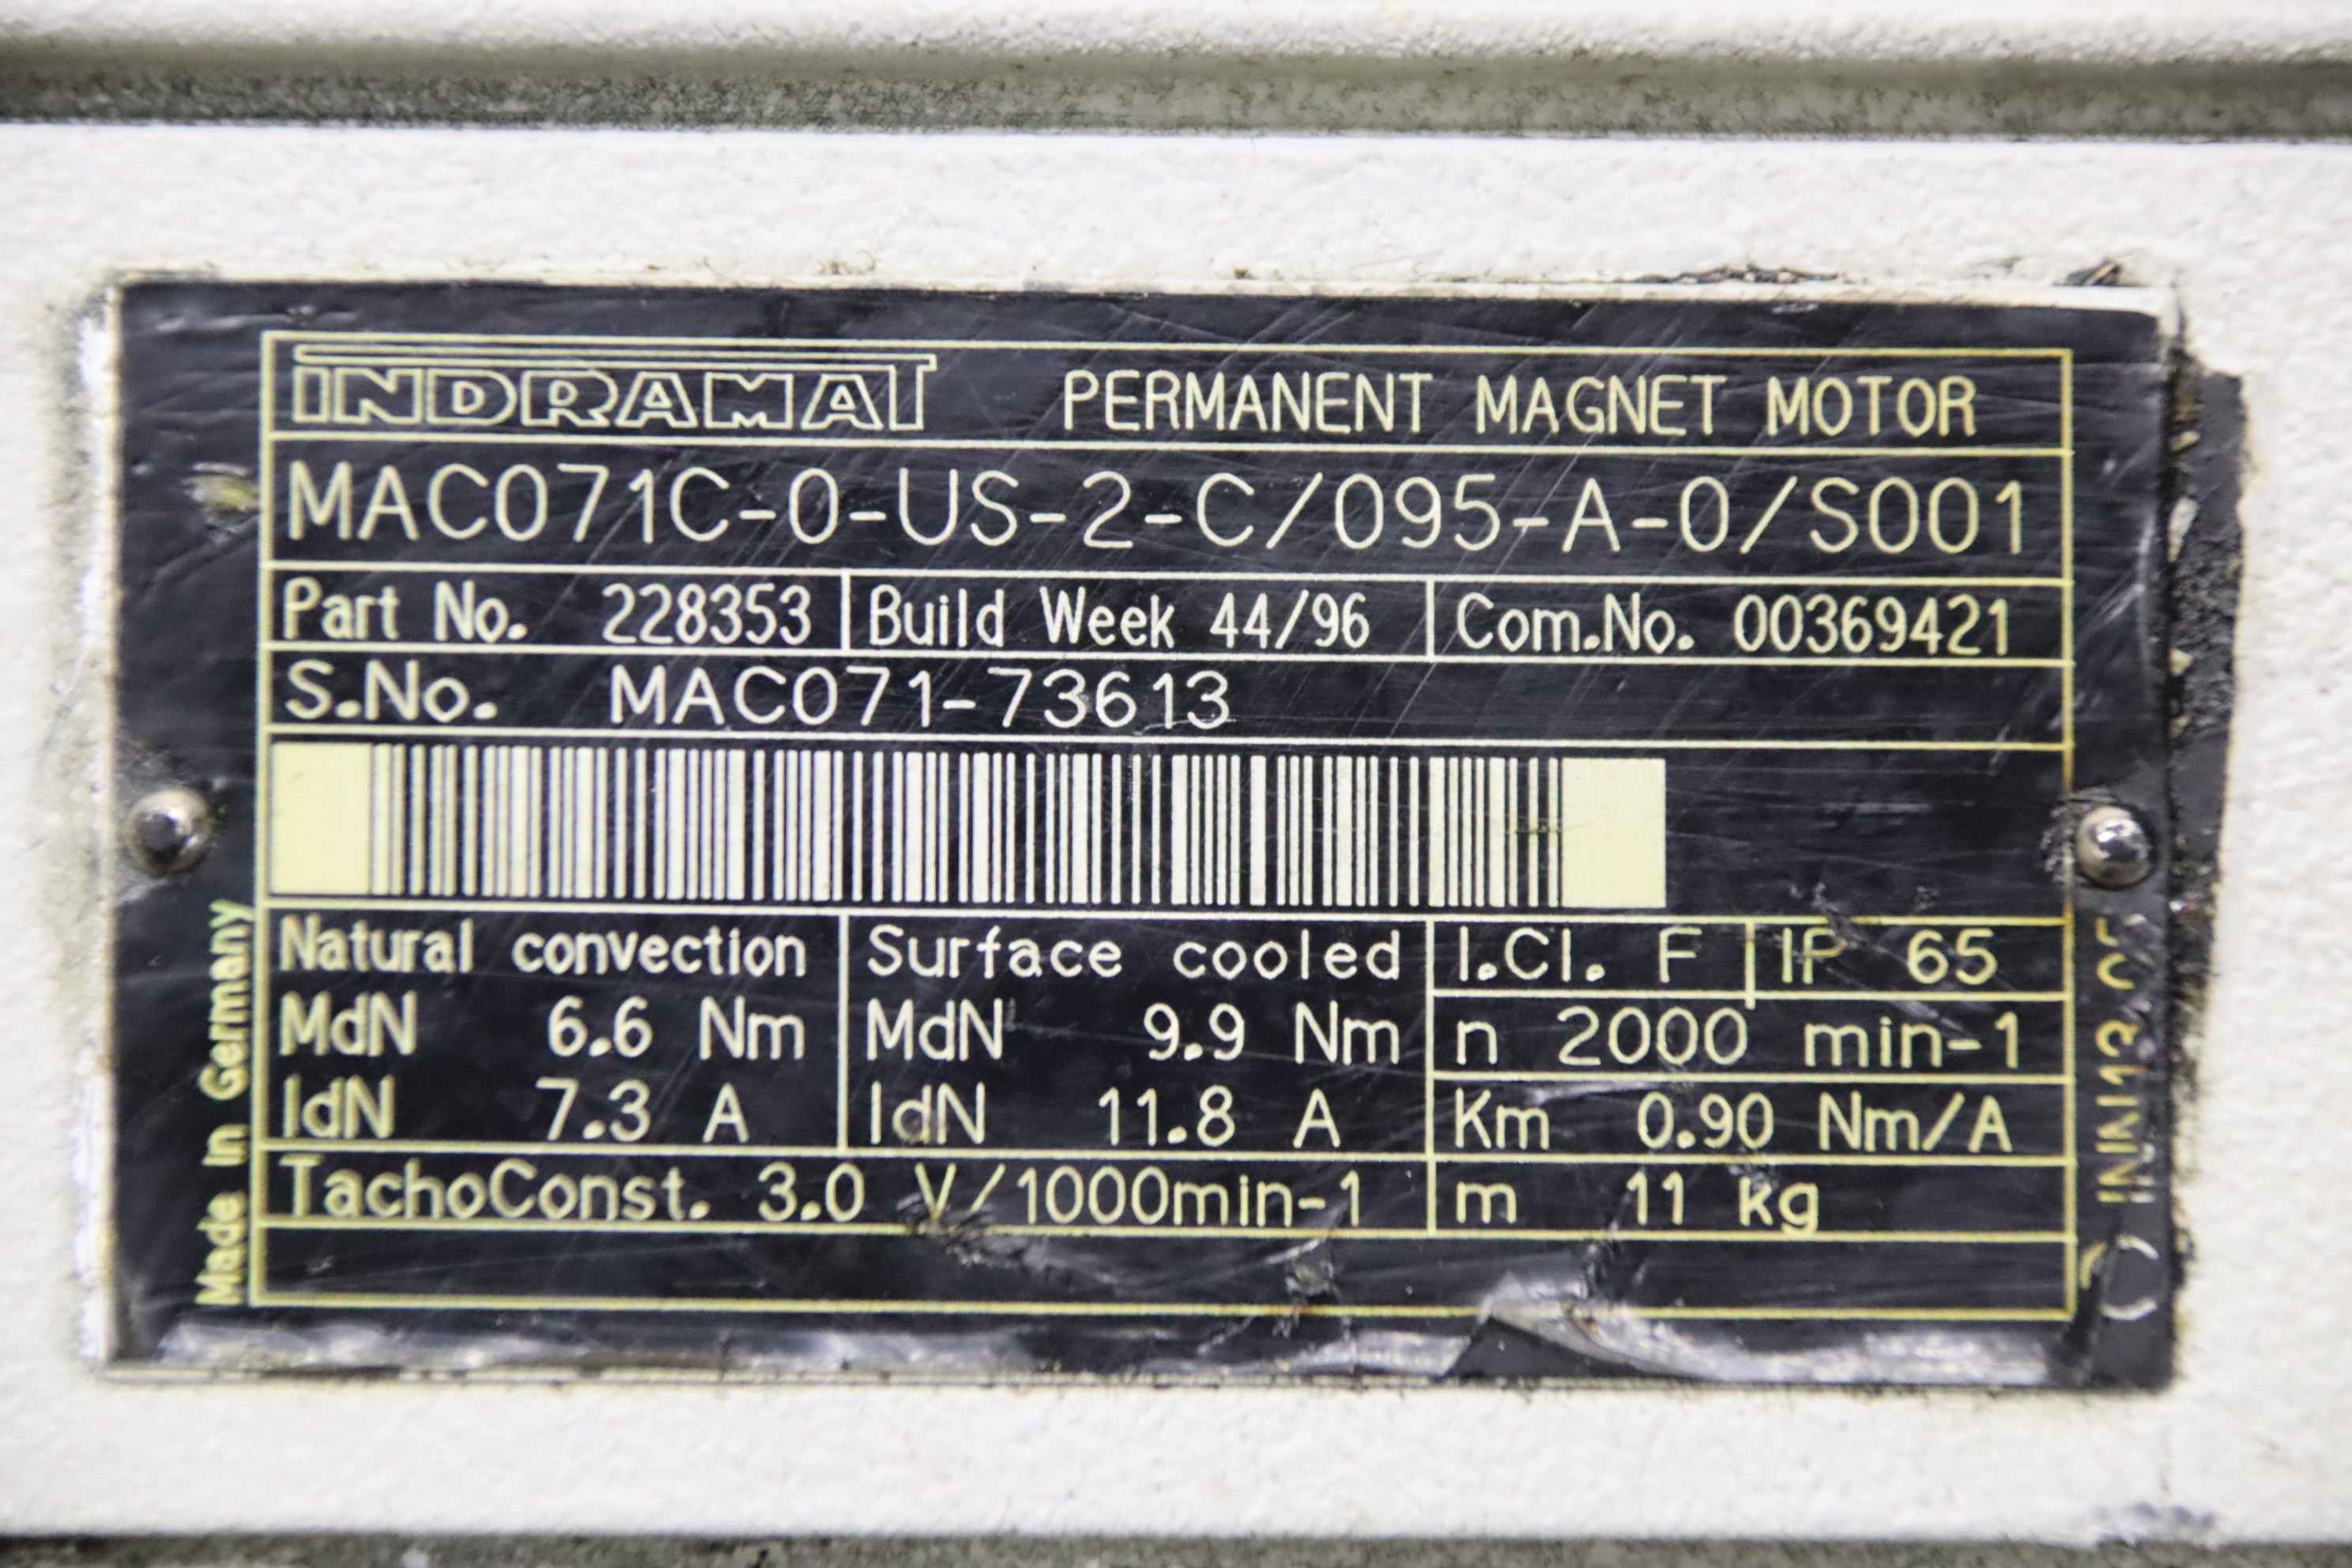 INDRAMAT PERMANENT MAGNET MOTOR
MAC071C-0-US-2-C/095-A-0/S001
Part No. 228353 Build Week 44/96 Com.No. 00369421
S.No. MAC071-73613
Natural convection Surface cooled I.Cl. F IP 65
MdN 6.6 Nm MdN 9.9 Nm n 2000 min-1
IdN 7.3 A IdN 11.8 A Km 0.90 Nm/A
TachoConst. 3.0 V/1000min-1 m 11 kg
Made in Germany